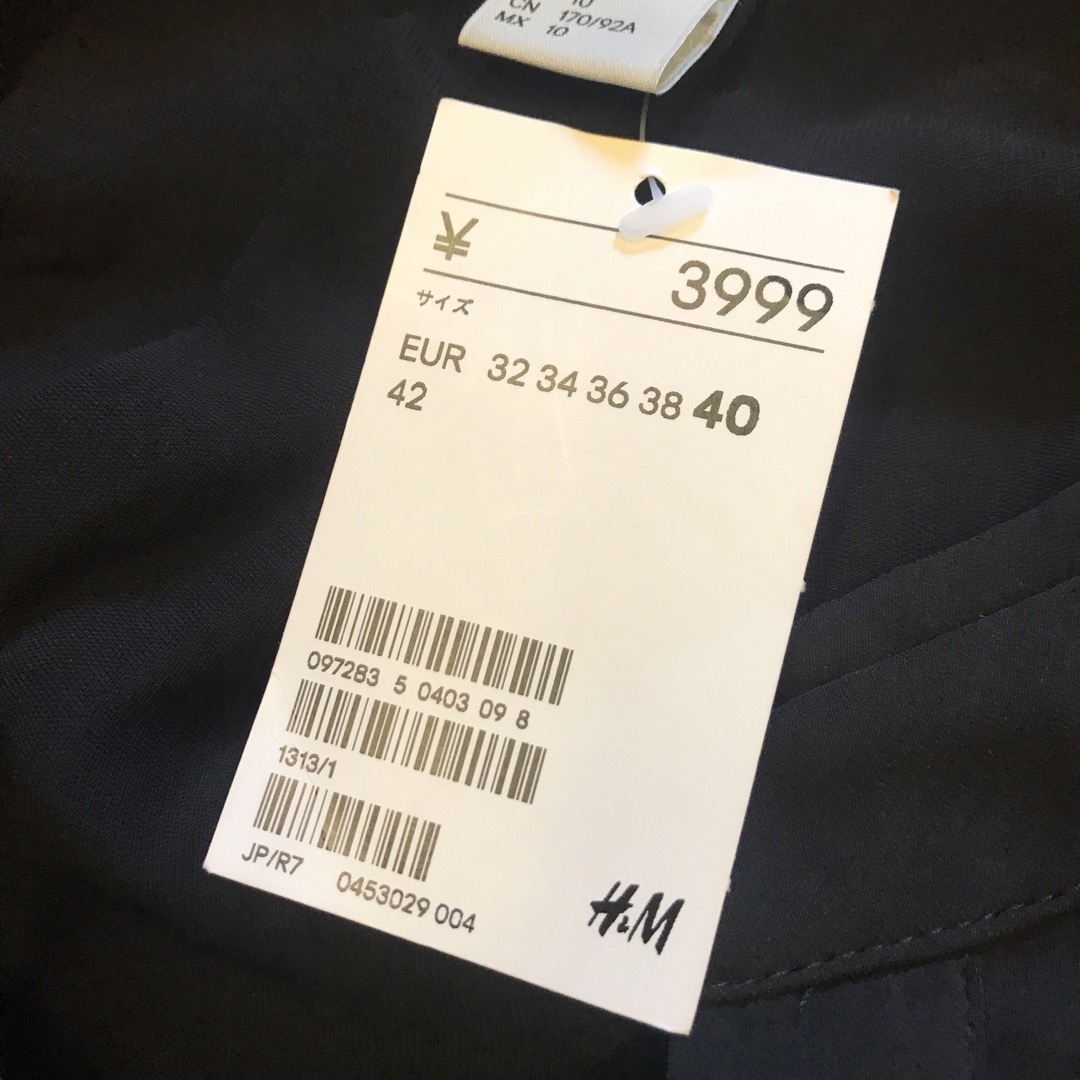 10
CN 170/92A
MX 10
¥ 3999
サイズ
EUR 32 34 36 38 40
42
097283 5 0403 09 8
1313/1
JP/R7 0453029 004
H&M